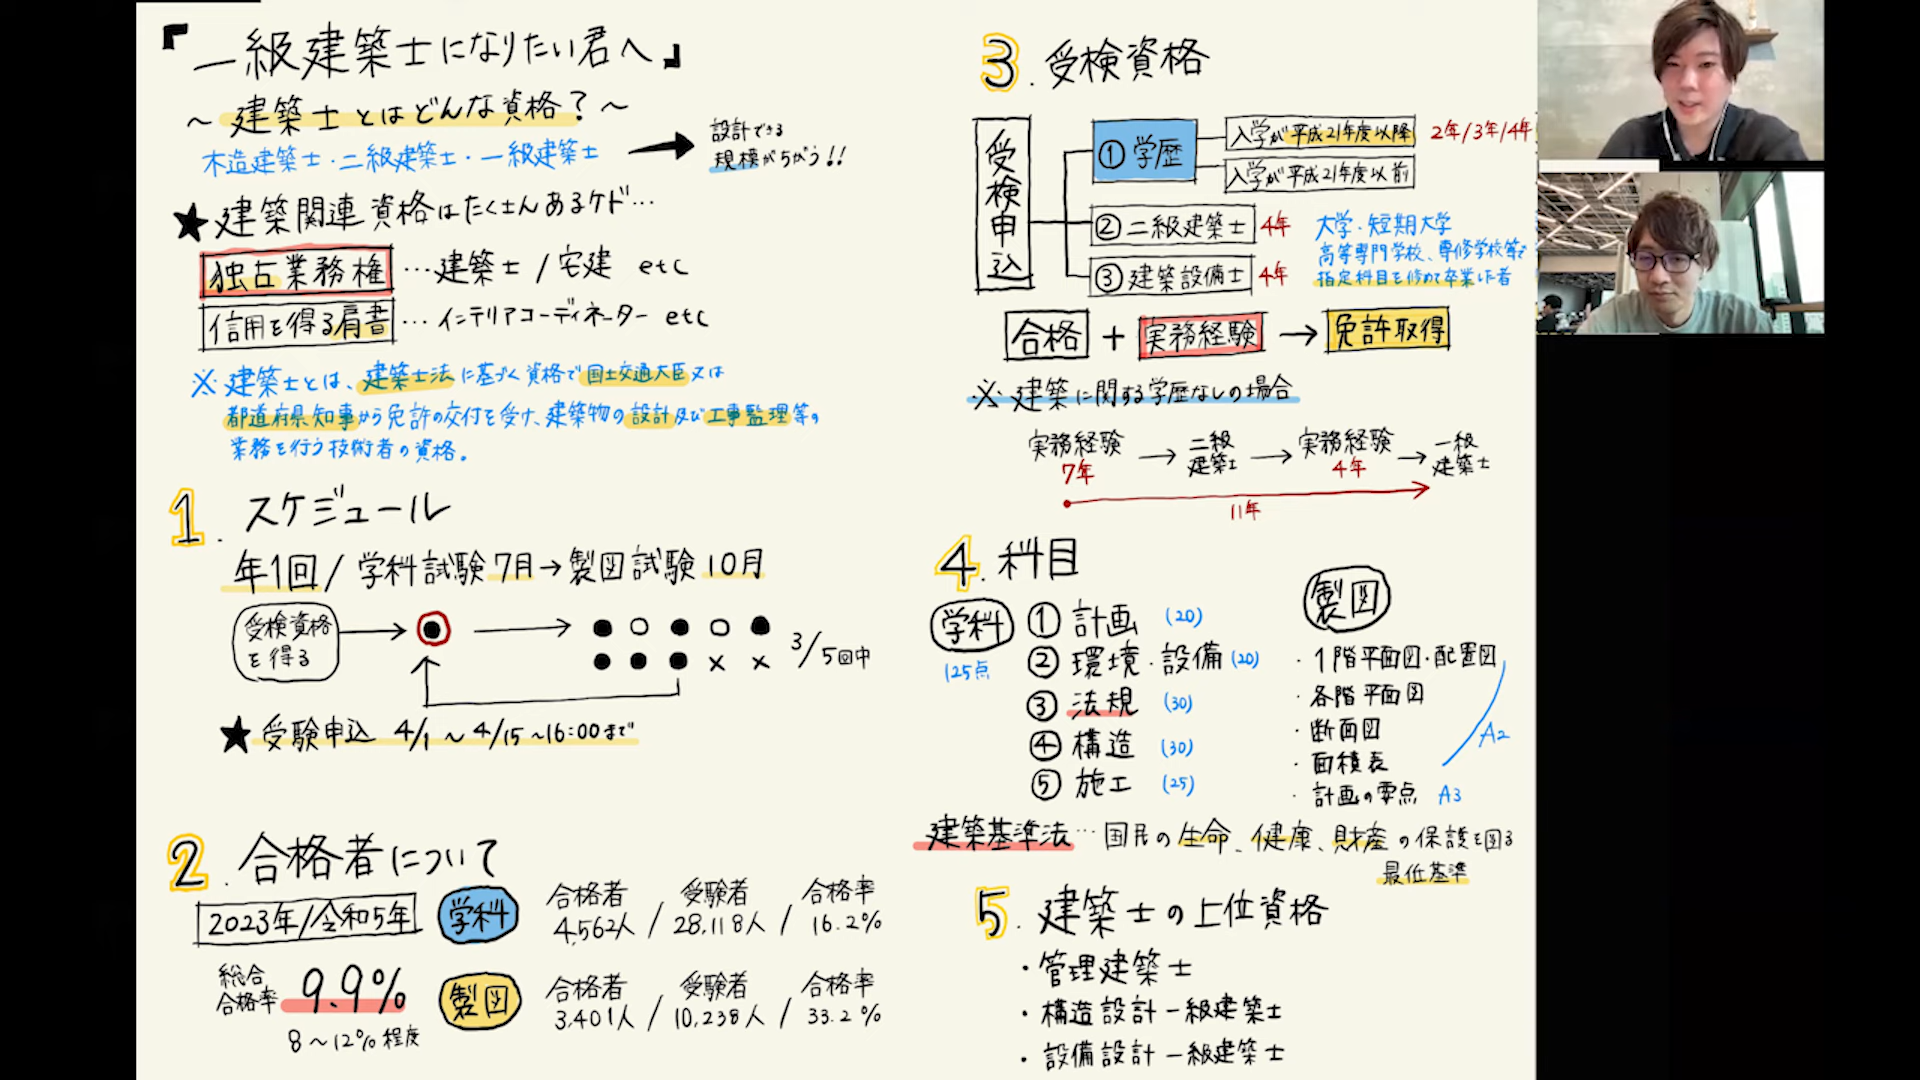 『一級建築士になりたい君へ』
～建築士とはどんな資格？～
木造建築士・二級建築士・一級建築士
設計できる
規模がちがう!!
★建築関連資格はたくさんあるケド…
独占業務権 …建築士 / 宅建 etc
信用を得る肩書 …インテリアコーディネーター etc
※建築士とは、建築士法に基づく資格で国土交通大臣又は
都道府県知事から免許の交付を受け、建築物の設計及び工事監理等の
業務を行う技術者の資格。
1. スケジュール
年1回 / 学科試験7月→製図試験10月
受検資格
を得る
3/5回中
★受験申込 4/1～4/15～16:00まで
2. 合格者について
2023年/令和5年
学科
合格者 / 受験者 / 合格率
4,562人 / 28,118人 / 16.2%
総合
合格率
9.9%
8～12%程度
製図
合格者 / 受験者 / 合格率
3,401人 / 10,238人 / 33.2%
3. 受検資格
受検申込
①学歴
入学が平成21年度以降 2年/3年/4年
入学が平成21年度以前
②二級建築士 4年
③建築設備士 4年
大学・短期大学
高等専門学校、専修学校等で
指定科目を修めて卒業した者
合格 + 実務経験 → 免許取得
※建築に関する学歴なしの場合
実務経験 7年 → 二級建築士 → 実務経験 4年 → 一級建築士
11年
4. 科目
学科
125点
①計画 (20)
②環境・設備 (20)
③法規 (30)
④構造 (30)
⑤施工 (25)
製図
・1階平面図・配置図
・各階平面図
・断面図
・面積表
A2
・計画の要点 A3
建築基準法…国民の生命、健康、財産の保護を図る
最低基準
5. 建築士の上位資格
・管理建築士
・構造設計一級建築士
・設備設計一級建築士